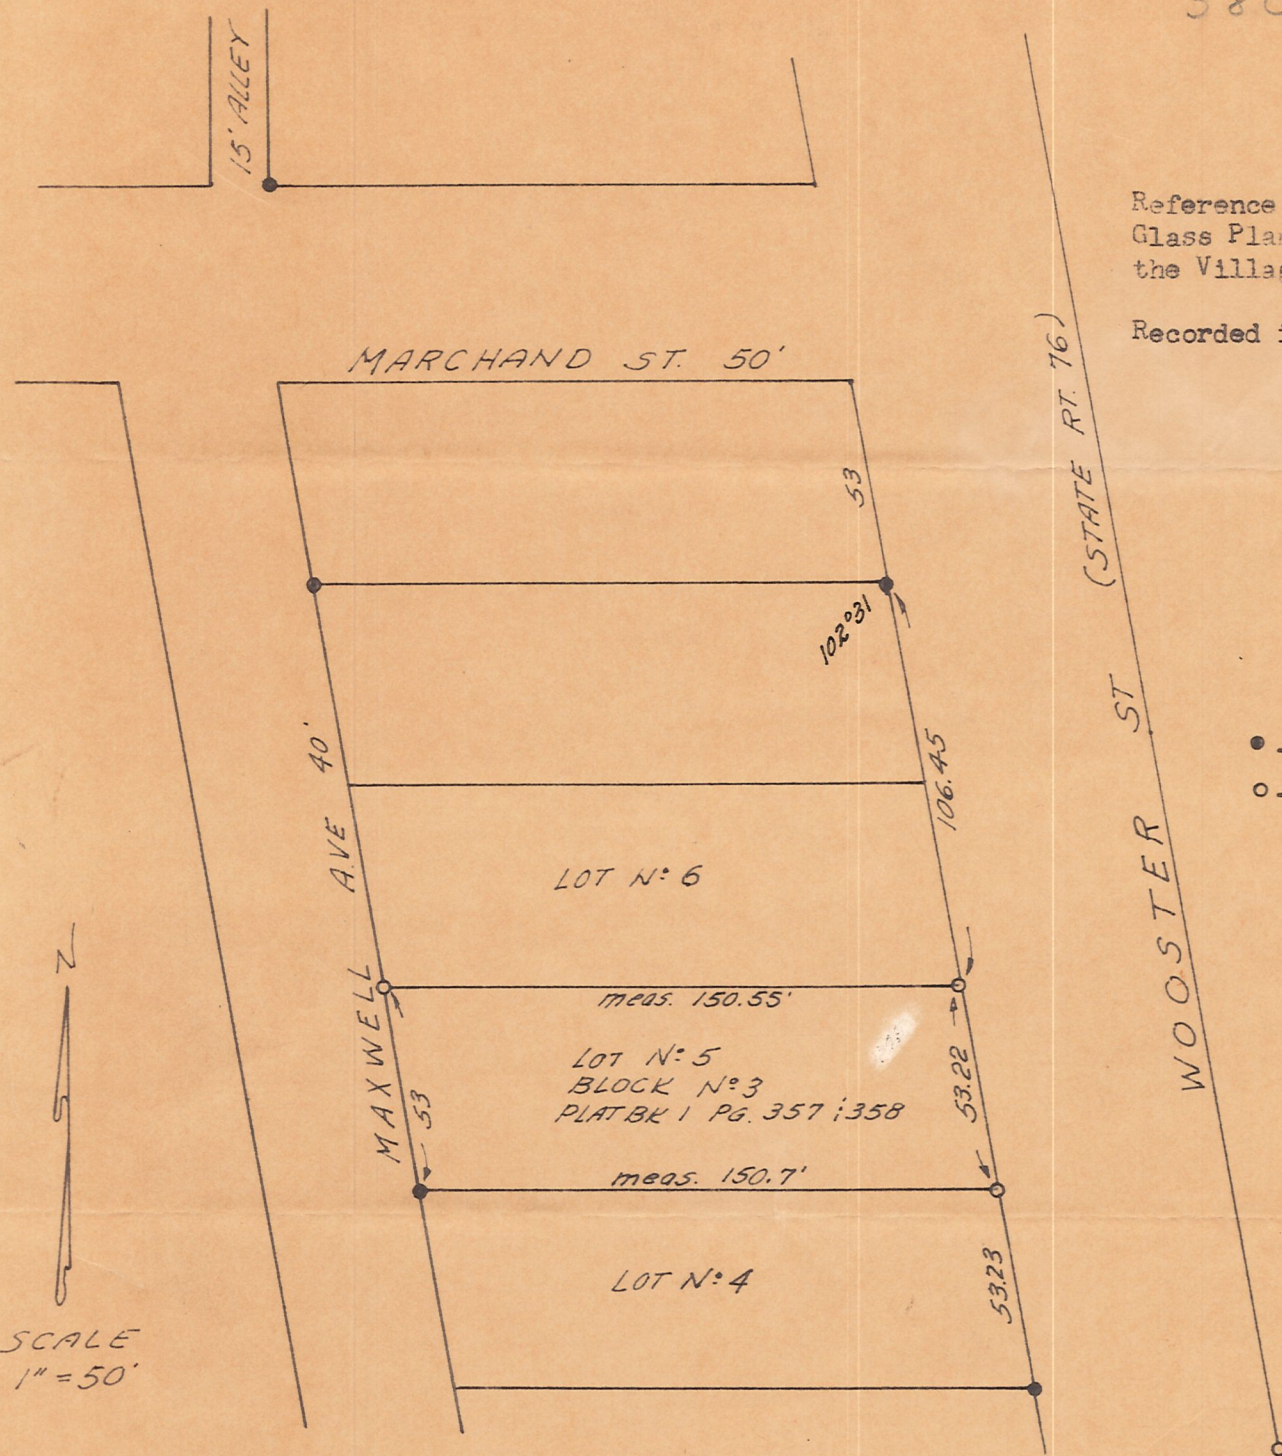 15' ALLEY
Reference
Glass
the
Recorded
MARCHAND ST. 50'
(STATE RT. 76)
53
102°31
AVE 40'
106.45
ST
LOT Nº 6
WOOSTER
MAXWELL
meas. 150.55'
LOT Nº 5
BLOCK Nº 3
PLAT BK 1 PG. 357 ; 358
53
53.22
meas. 150.7'
LOT Nº 4
53.23
SCALE
1" = 50'